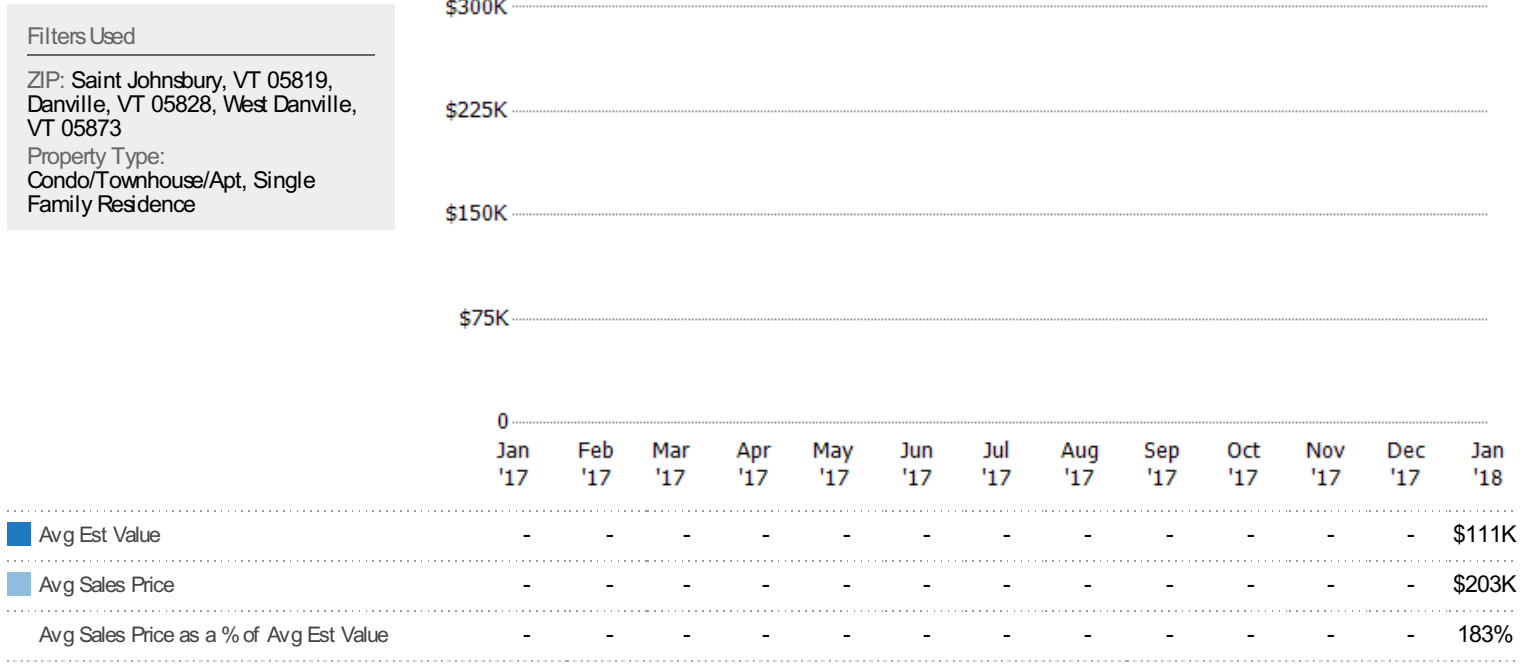 Filters Used
ZIP: Saint Johnsbury, VT 05819,
Danville, VT 05828, West Danville,
VT 05873
Property Type:
Condo/Townhouse/Apt, Single
Family Residence
$300K
$225K
$150K
$75K
0
Jan Feb Mar Apr May Jun Jul Aug Sep Oct Nov Dec Jan
'17 '17 '17 '17 '17 '17 '17 '17 '17 '17 '17 '17 '18
Avg Est Value - - - - - - - - - - - - $111K
Avg Sales Price - - - - - - - - - - - - $203K
Avg Sales Price as a % of Avg Est Value - - - - - - - - - - - - 183%